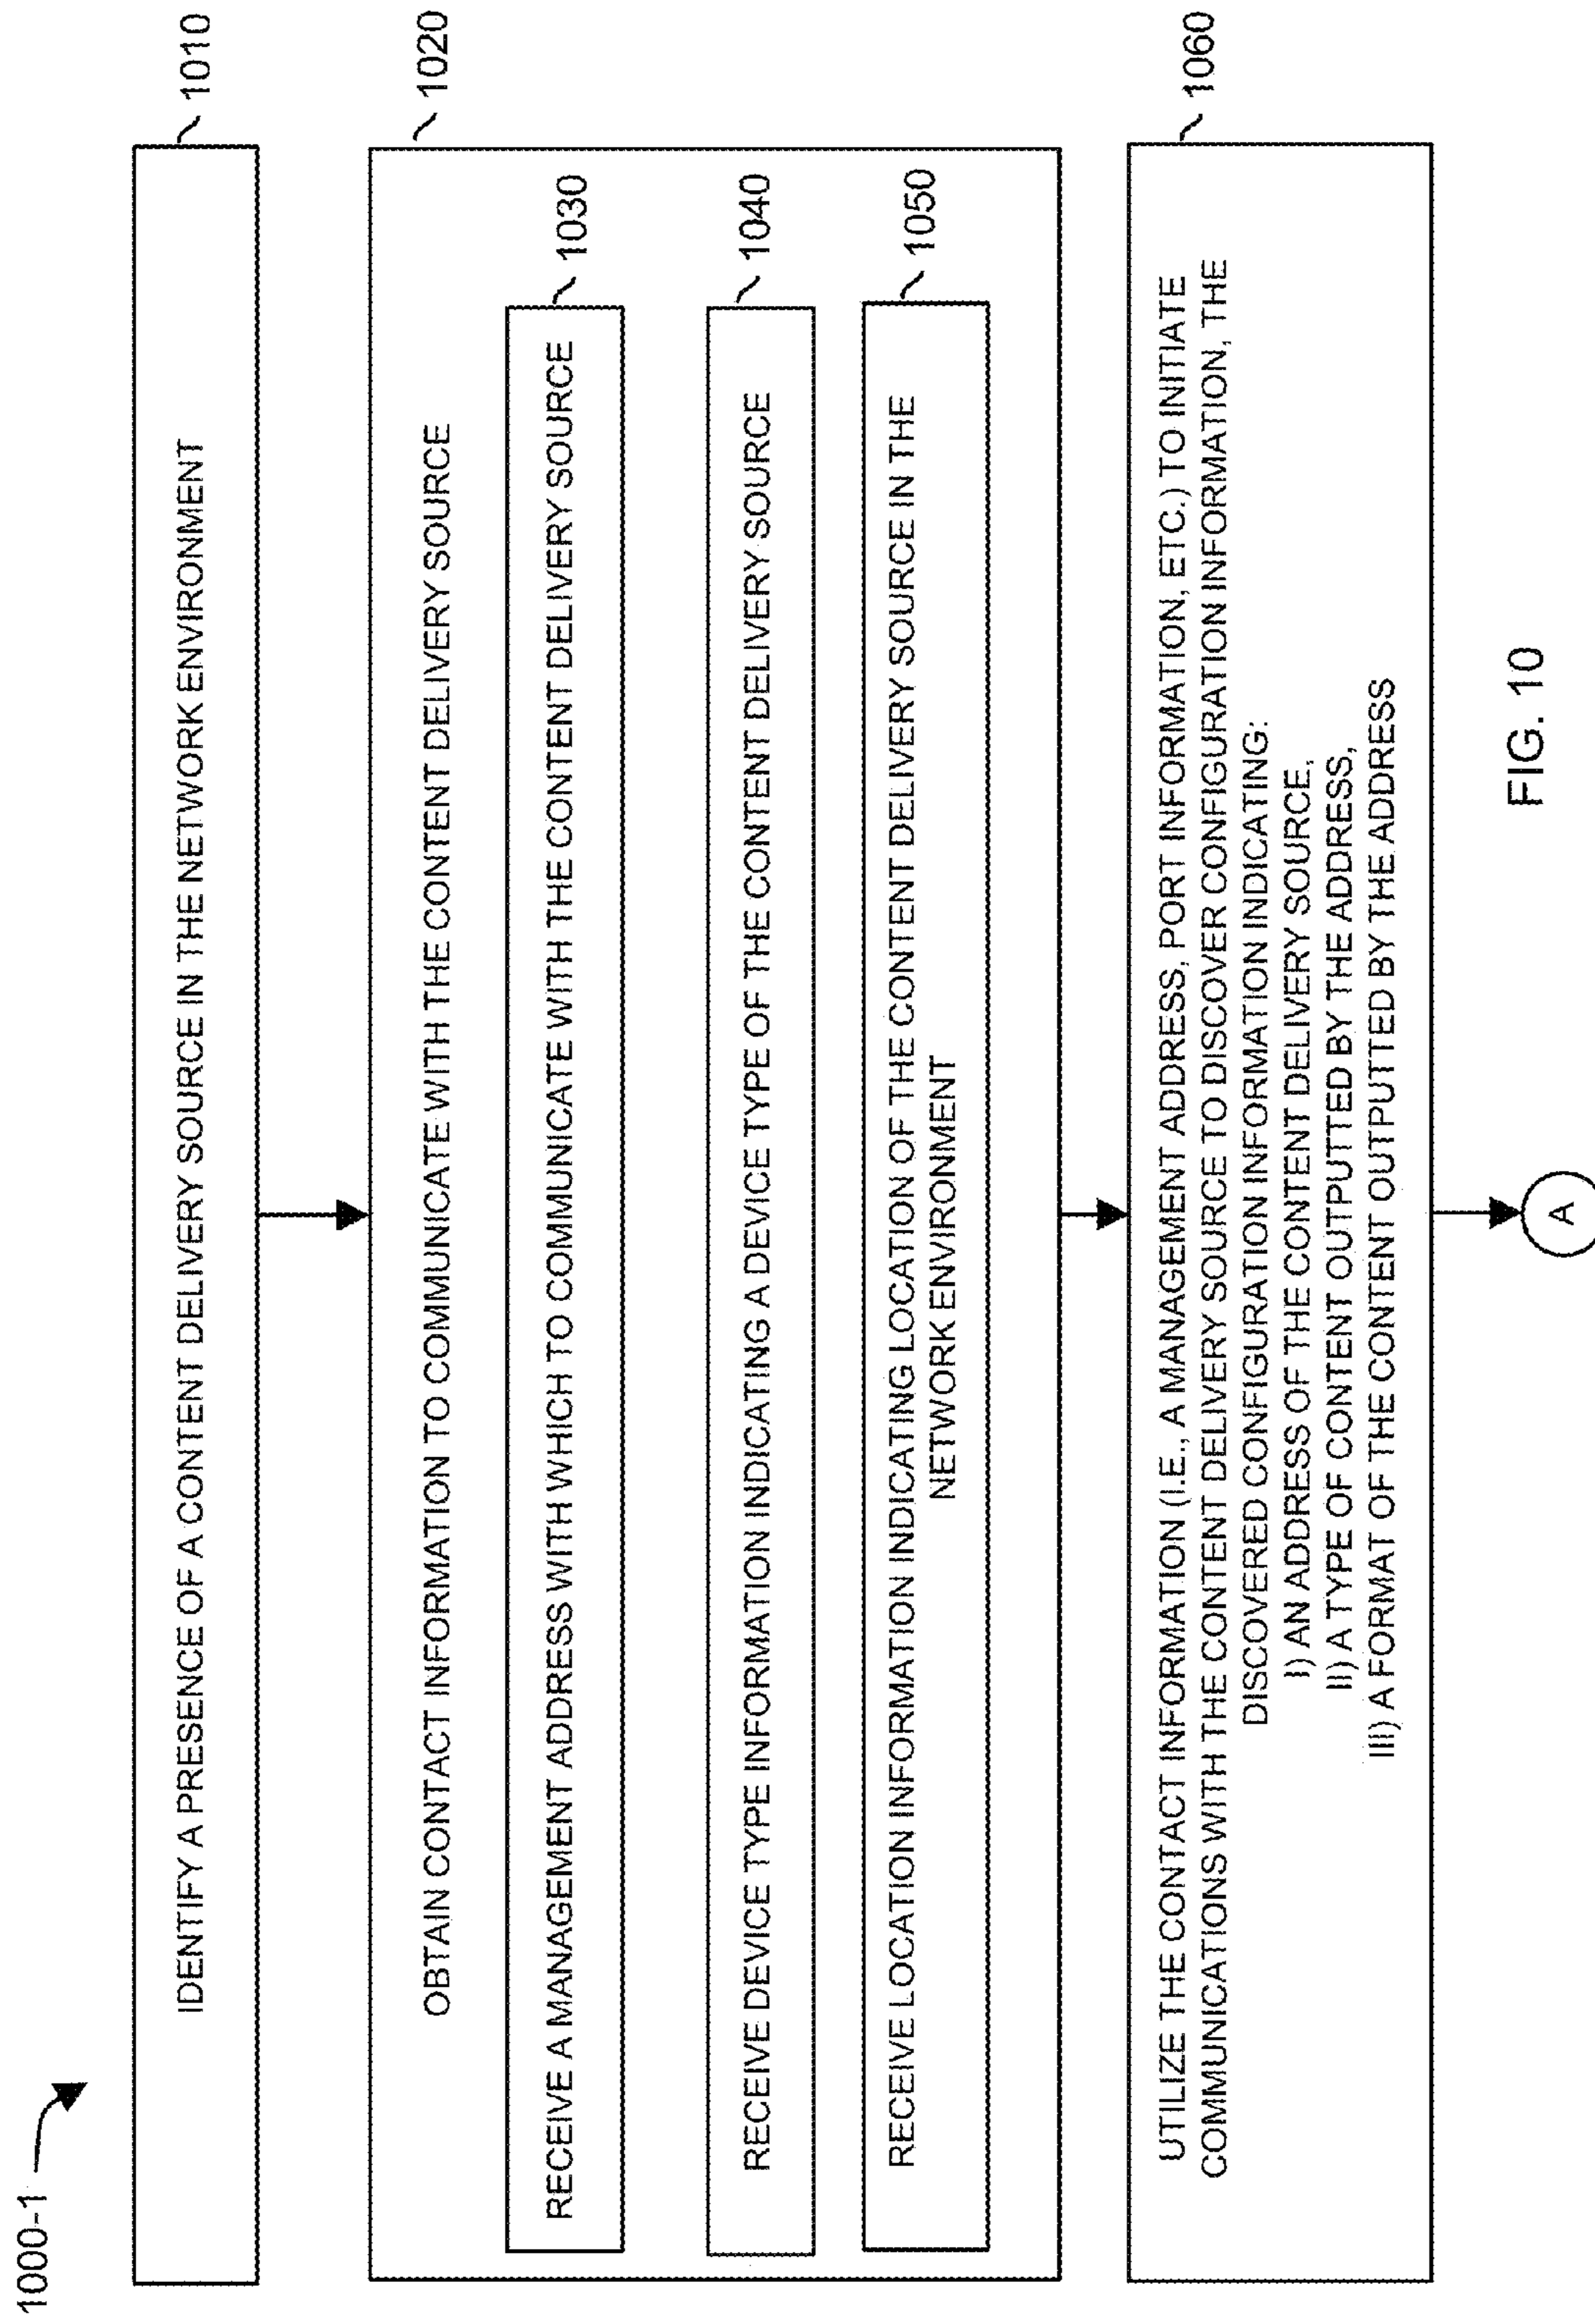 1000-1
IDENTIFY A PRESENCE OF A CONTENT DELIVERY SOURCE IN THE NETWORK ENVIRONMENT
1010
OBTAIN CONTACT INFORMATION TO COMMUNICATE WITH THE CONTENT DELIVERY SOURCE
1020
RECEIVE A MANAGEMENT ADDRESS WITH WHICH TO COMMUNICATE WITH THE CONTENT DELIVERY SOURCE
1030
RECEIVE DEVICE TYPE INFORMATION INDICATING A DEVICE TYPE OF THE CONTENT DELIVERY SOURCE
1040
RECEIVE LOCATION INFORMATION INDICATING LOCATION OF THE CONTENT DELIVERY SOURCE IN THE
NETWORK ENVIRONMENT
1050
UTILIZE THE CONTACT INFORMATION (I.E., A MANAGEMENT ADDRESS, PORT INFORMATION, ETC.) TO INITIATE
COMMUNICATIONS WITH THE CONTENT DELIVERY SOURCE TO DISCOVER CONFIGURATION INFORMATION, THE
DISCOVERED CONFIGURATION INFORMATION INDICATING:
I) AN ADDRESS OF THE CONTENT DELIVERY SOURCE,
II) A TYPE OF CONTENT OUTPUTTED BY THE ADDRESS,
III) A FORMAT OF THE CONTENT OUTPUTTED BY THE ADDRESS
1060
A
FIG. 10